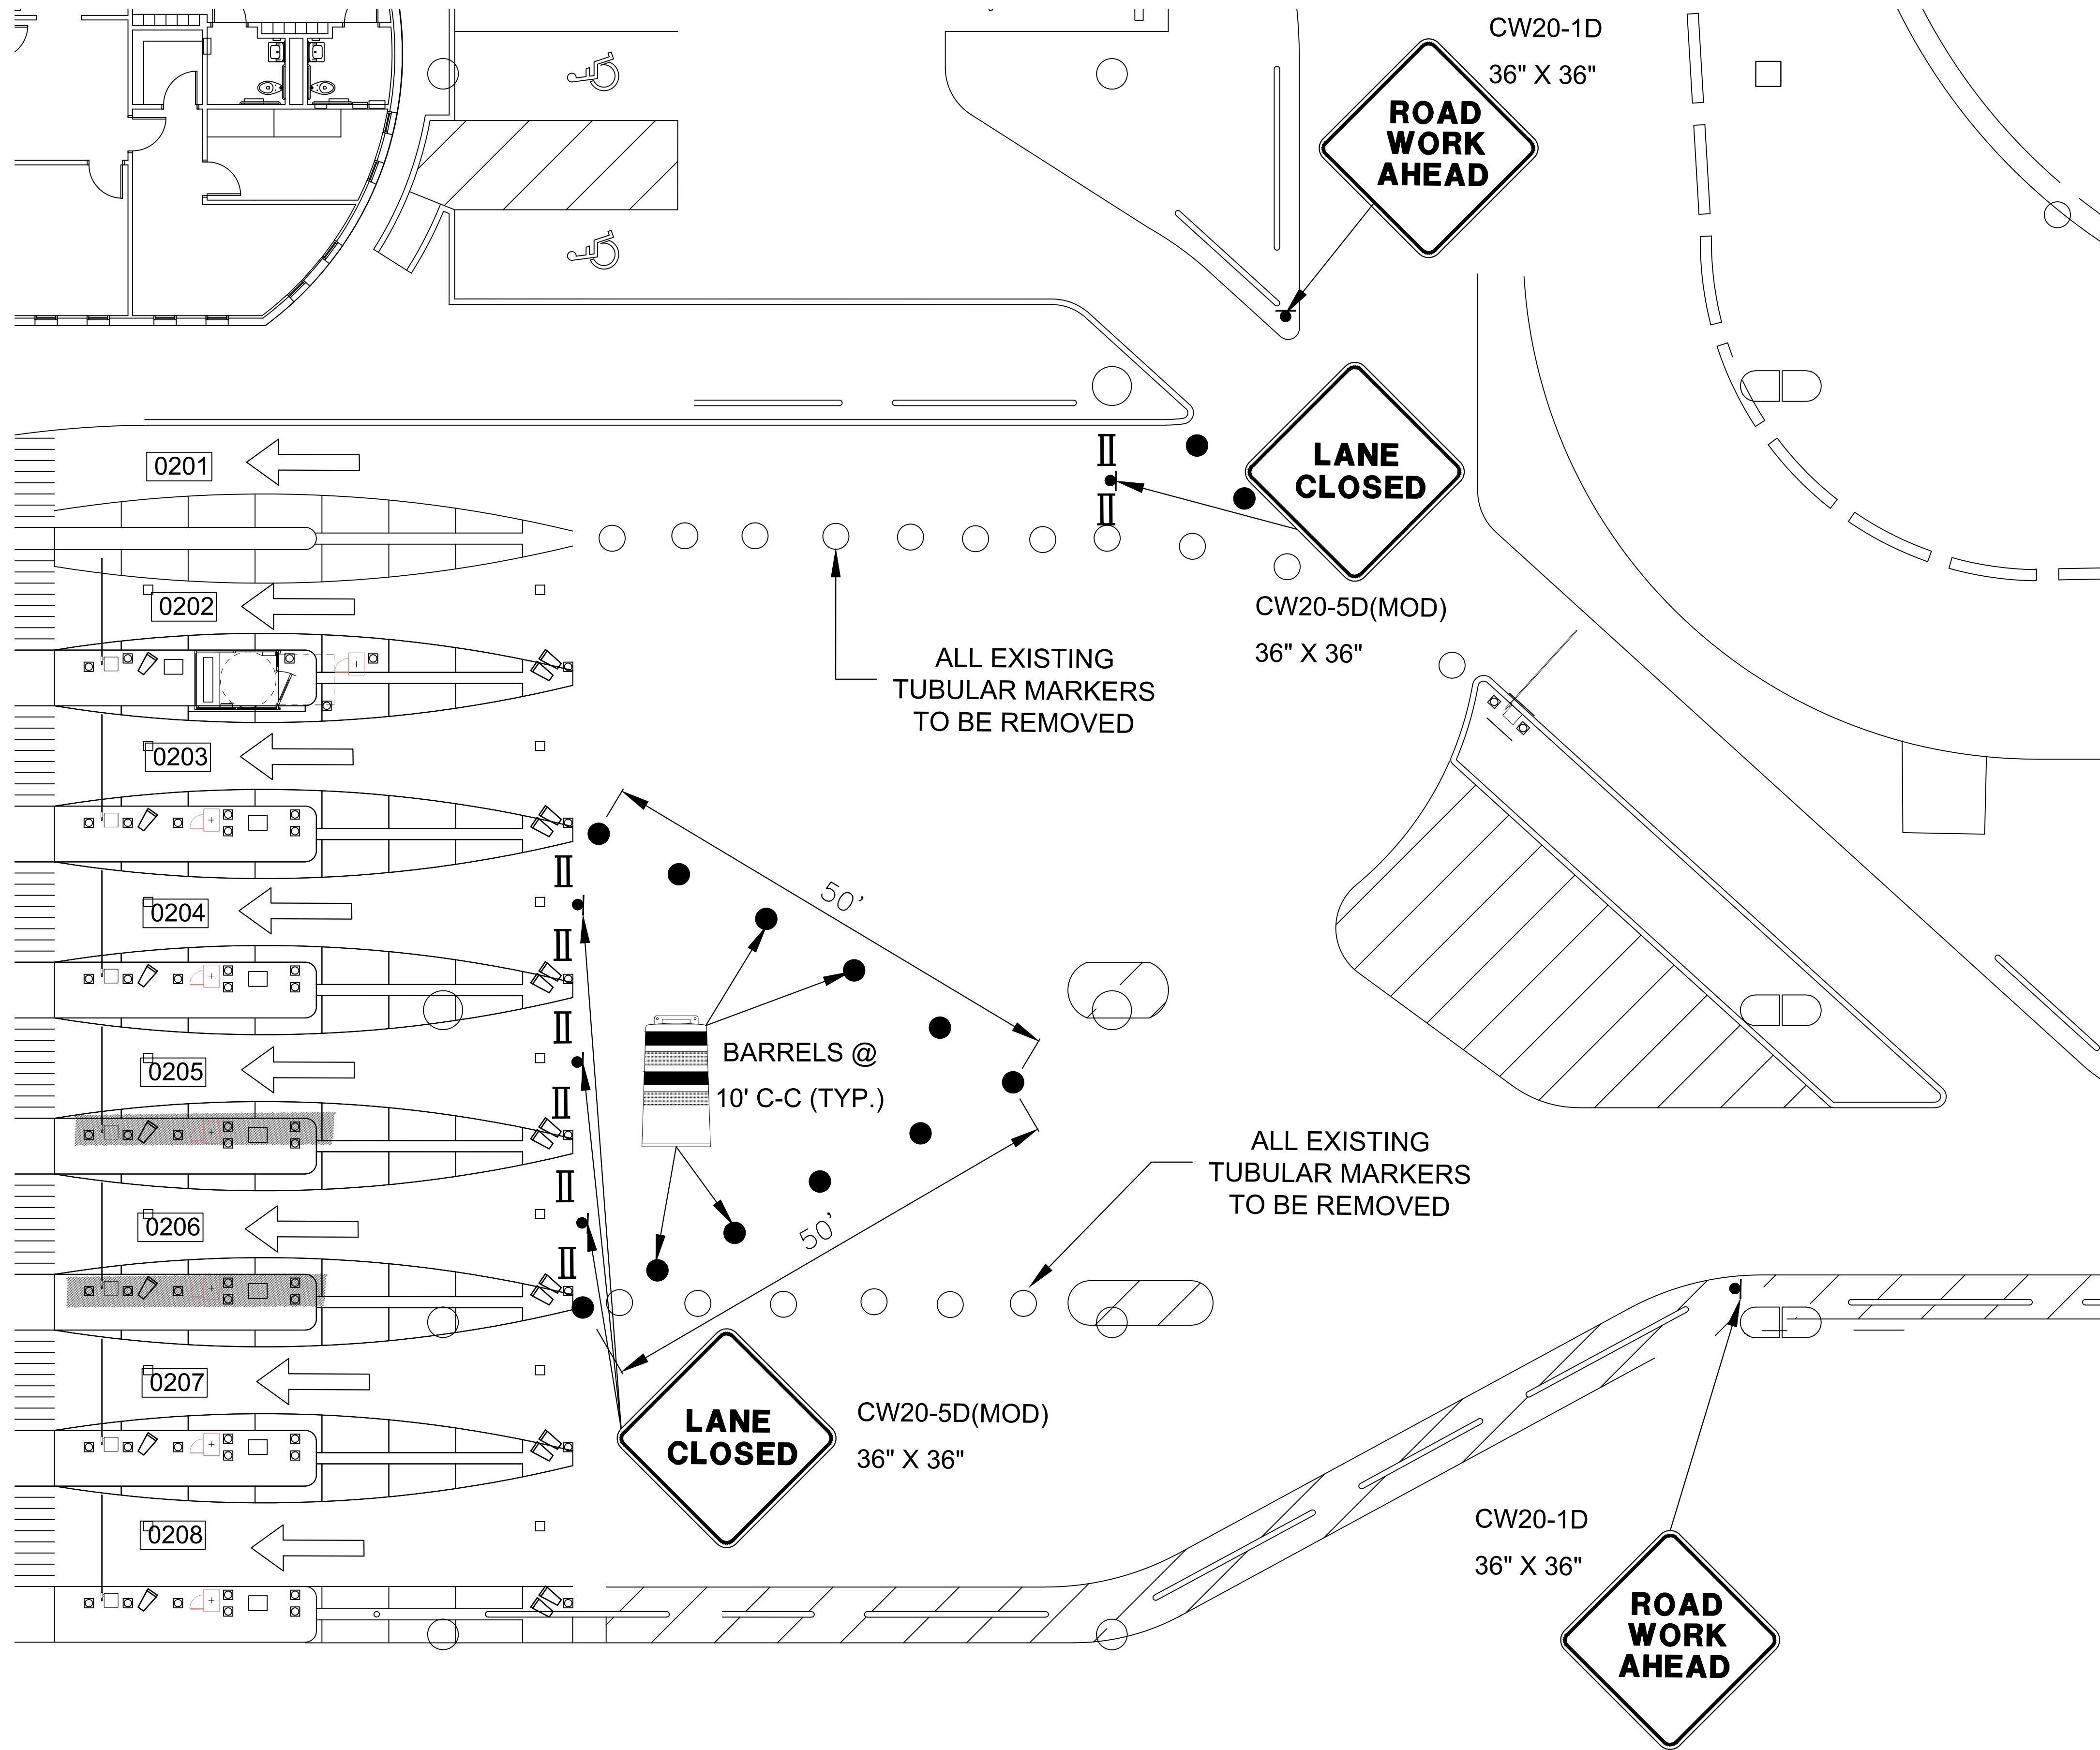 CW20-1D
36" X 36"
ROAD
WORK
AHEAD
LANE
CLOSED
CW20-5D(MOD)
36" X 36"
0201
0202
ALL EXISTING
TUBULAR MARKERS
TO BE REMOVED
0203
0204
50'
BARRELS @
10' C-C (TYP.)
0205
0206
50'
ALL EXISTING
TUBULAR MARKERS
TO BE REMOVED
0207
LANE
CLOSED
CW20-5D(MOD)
36" X 36"
0208
CW20-1D
36" X 36"
ROAD
WORK
AHEAD